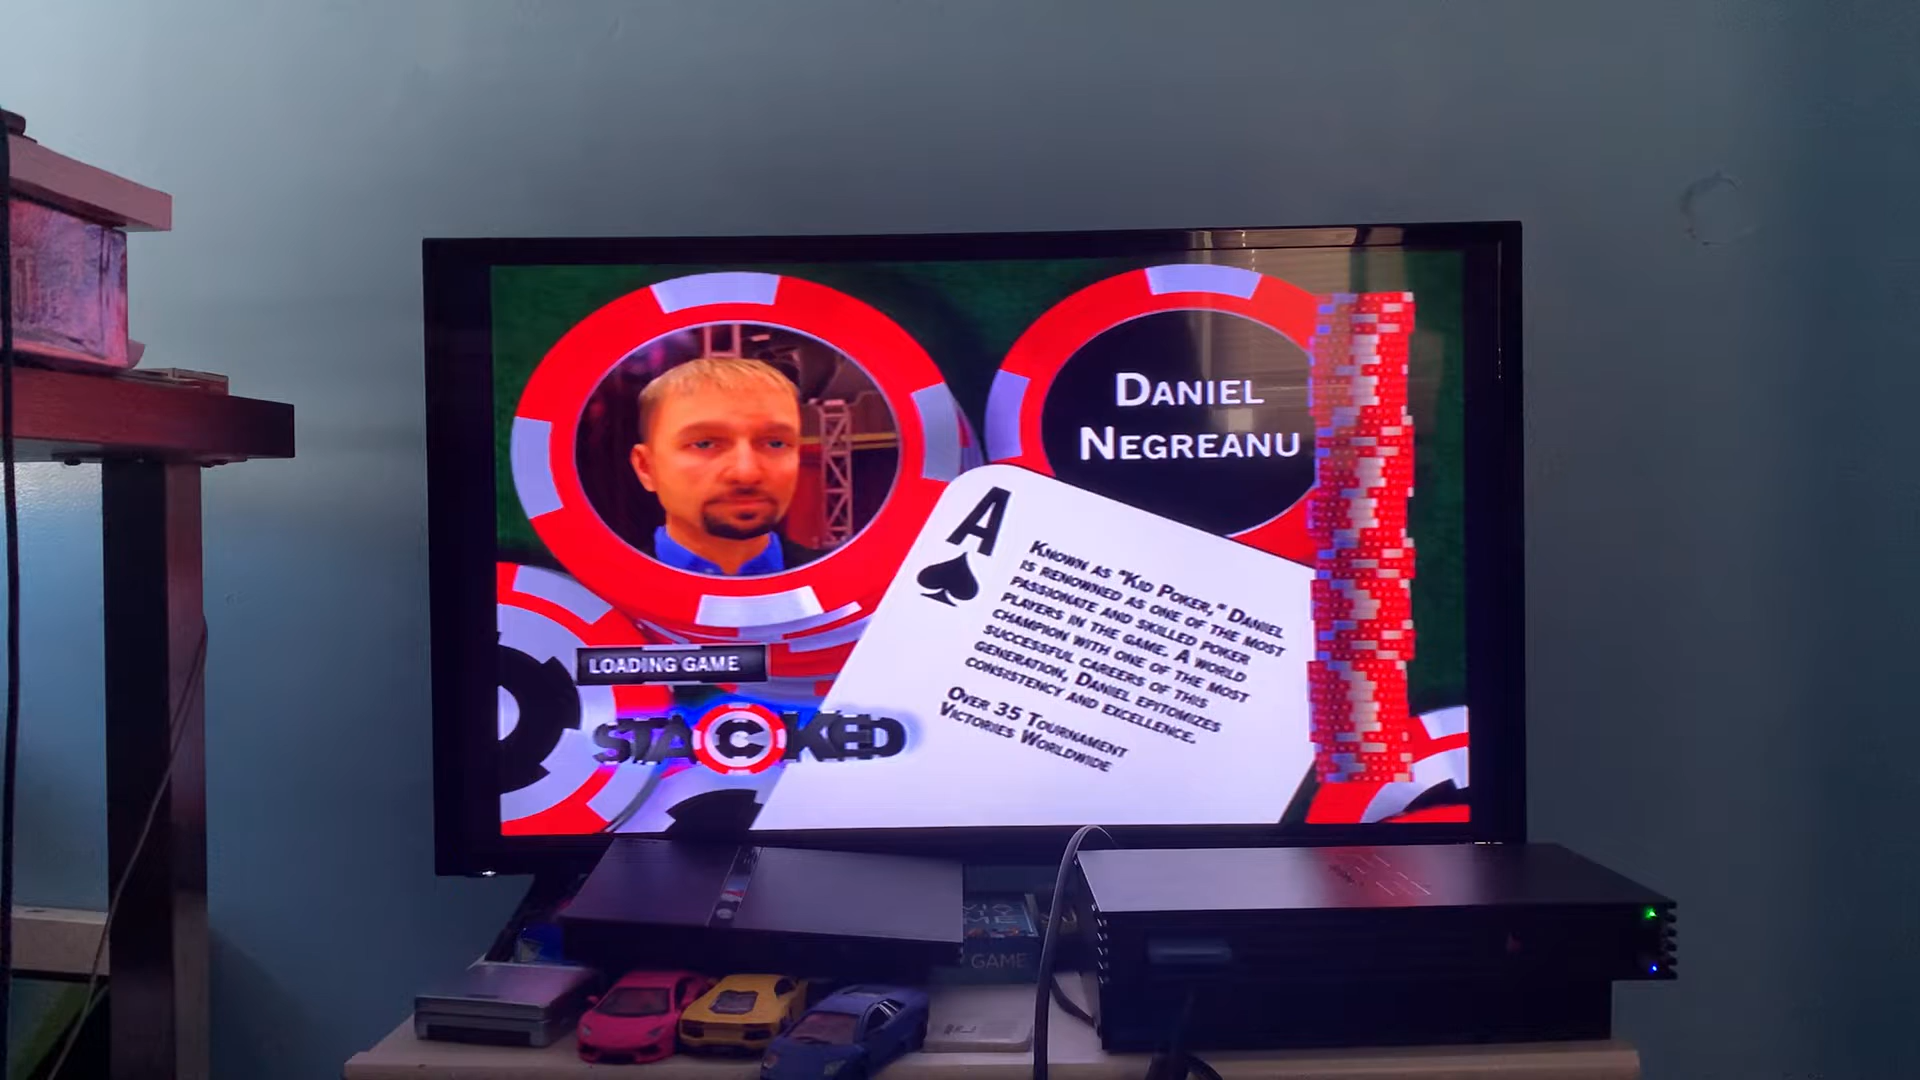 DANIEL
NEGREANU
A
KNOWN AS "KID POKER," DANIEL
IS RENOWNED AS ONE OF THE MOST
PASSIONATE AND SKILLED POKER
PLAYERS IN THE GAME. A WORLD
CHAMPION WITH ONE OF THE MOST
SUCCESSFUL CAREERS OF THIS
GENERATION, DANIEL EPITOMIZES
CONSISTENCY AND EXCELLENCE.
OVER 35 TOURNAMENT
VICTORIES WORLDWIDE
LOADING GAME
STACKED
GAME